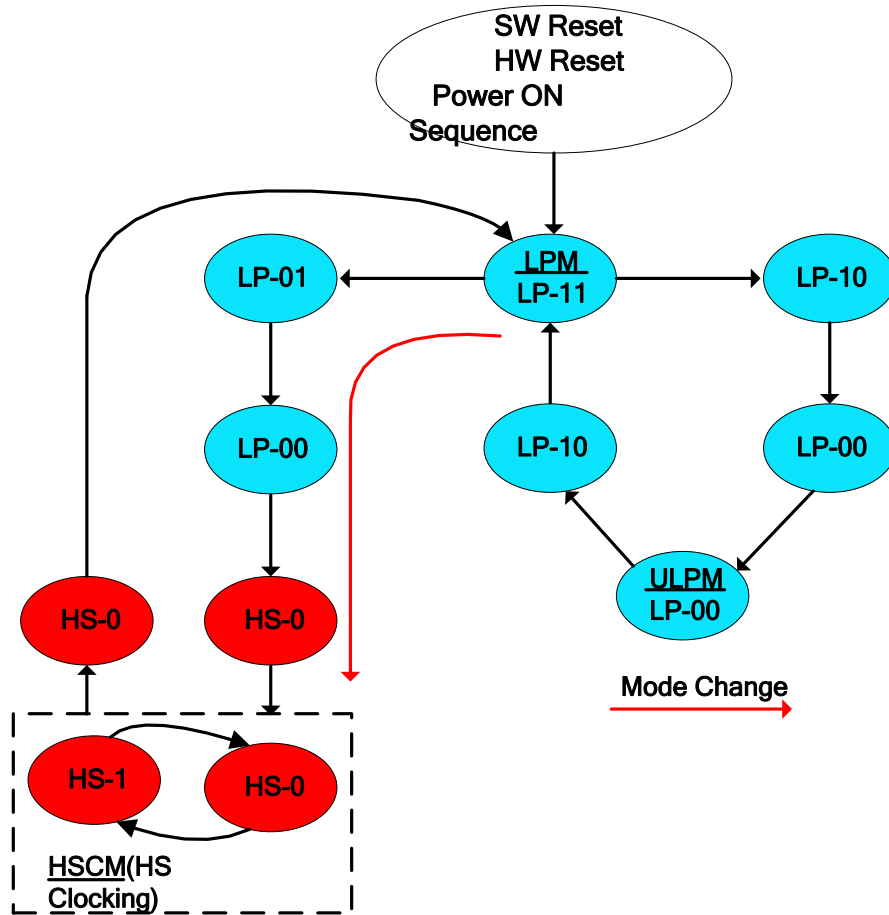 SW Reset
HW Reset
Power ON
Sequence
LP-01
LPM
LP-11
LP-10
LP-00
LP-10
LP-00
ULPM
LP-00
HS-0
HS-0
Mode Change
HS-1
HS-0
HSCM(HS
Clocking)